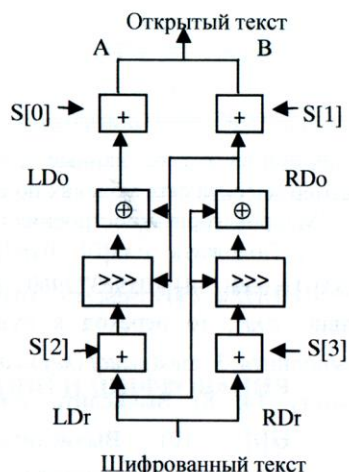 Открытый текст
A B
S[0] + + S[1]
LDo RDo
⊕ ⊕
>>> >>>
S[2] + + S[3]
LDr RDr
Шифрованный текст